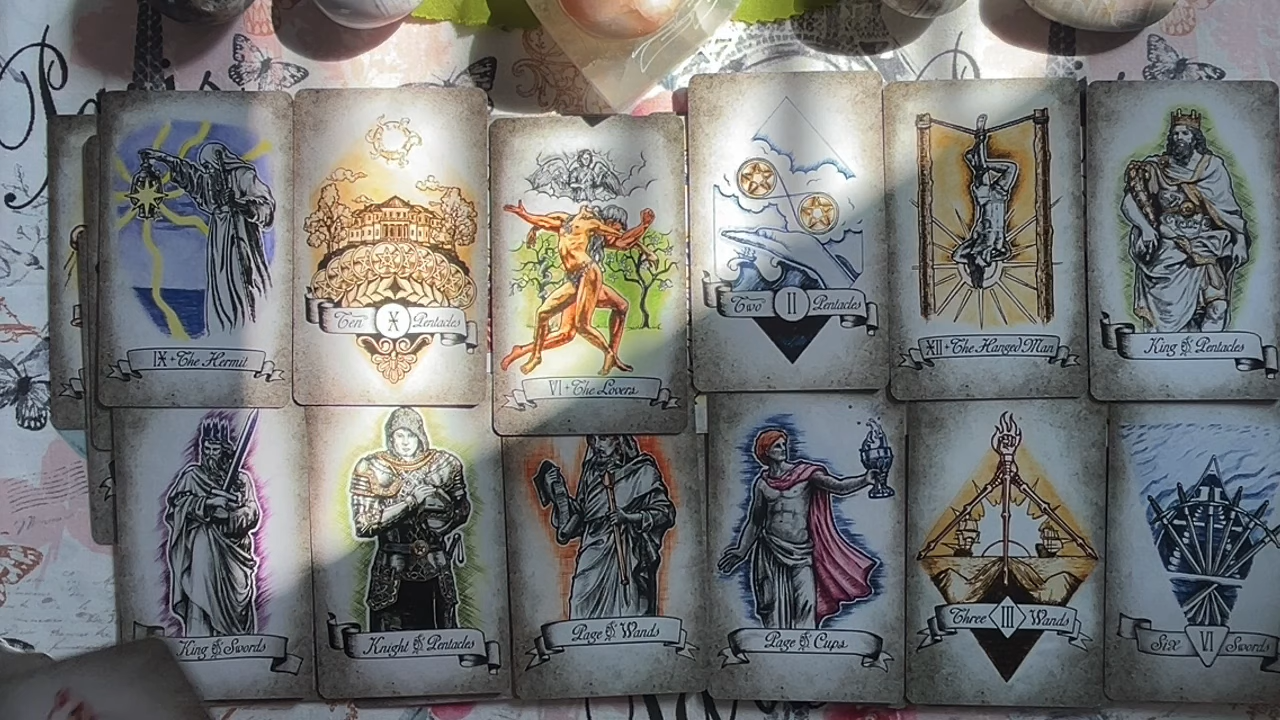 IX + The Hermit
Ten X Pentacles
VI + The Lovers
Two II Pentacles
XII + The Hanged Man
King of Pentacles
King of Swords
Knight of Pentacles
Page of Wands
Page of Cups
Three III Wands
Six VI Swords